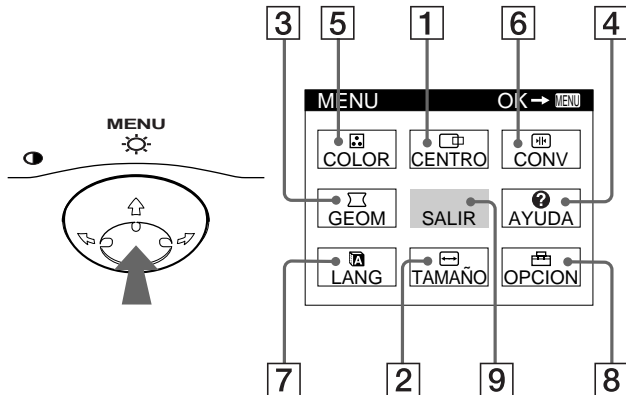 3 5 1 6 4
MENU
MENU OK→ MENU
COLOR CENTRO CONV
GEOM SALIR AYUDA
LANG TAMAÑO OPCION
7 2 9 8